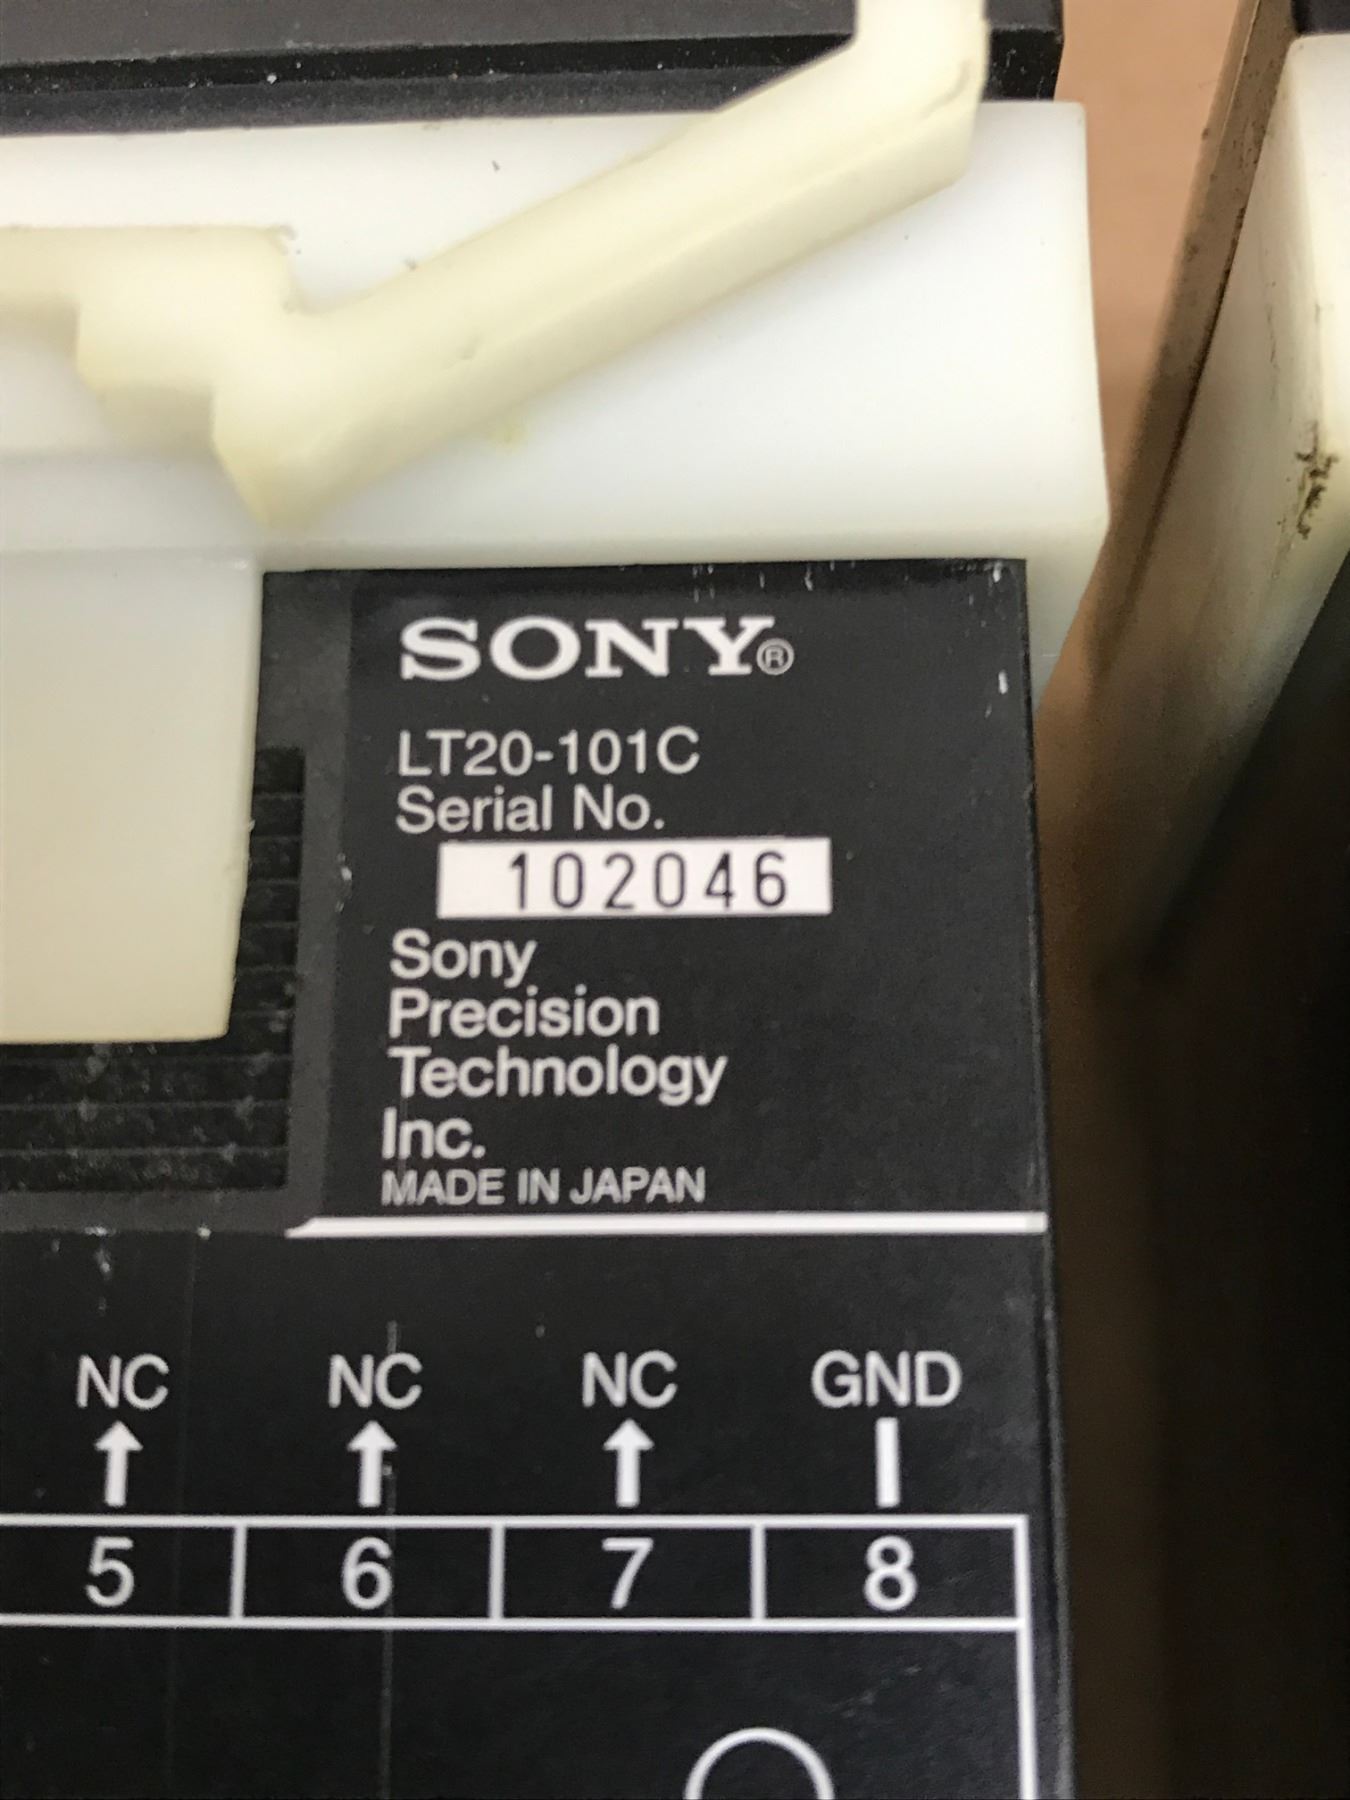 SONY®
LT20-101C
Serial No.
102046
Sony
Precision
Technology
Inc.
MADE IN JAPAN
NC NC NC GND
5 6 7 8